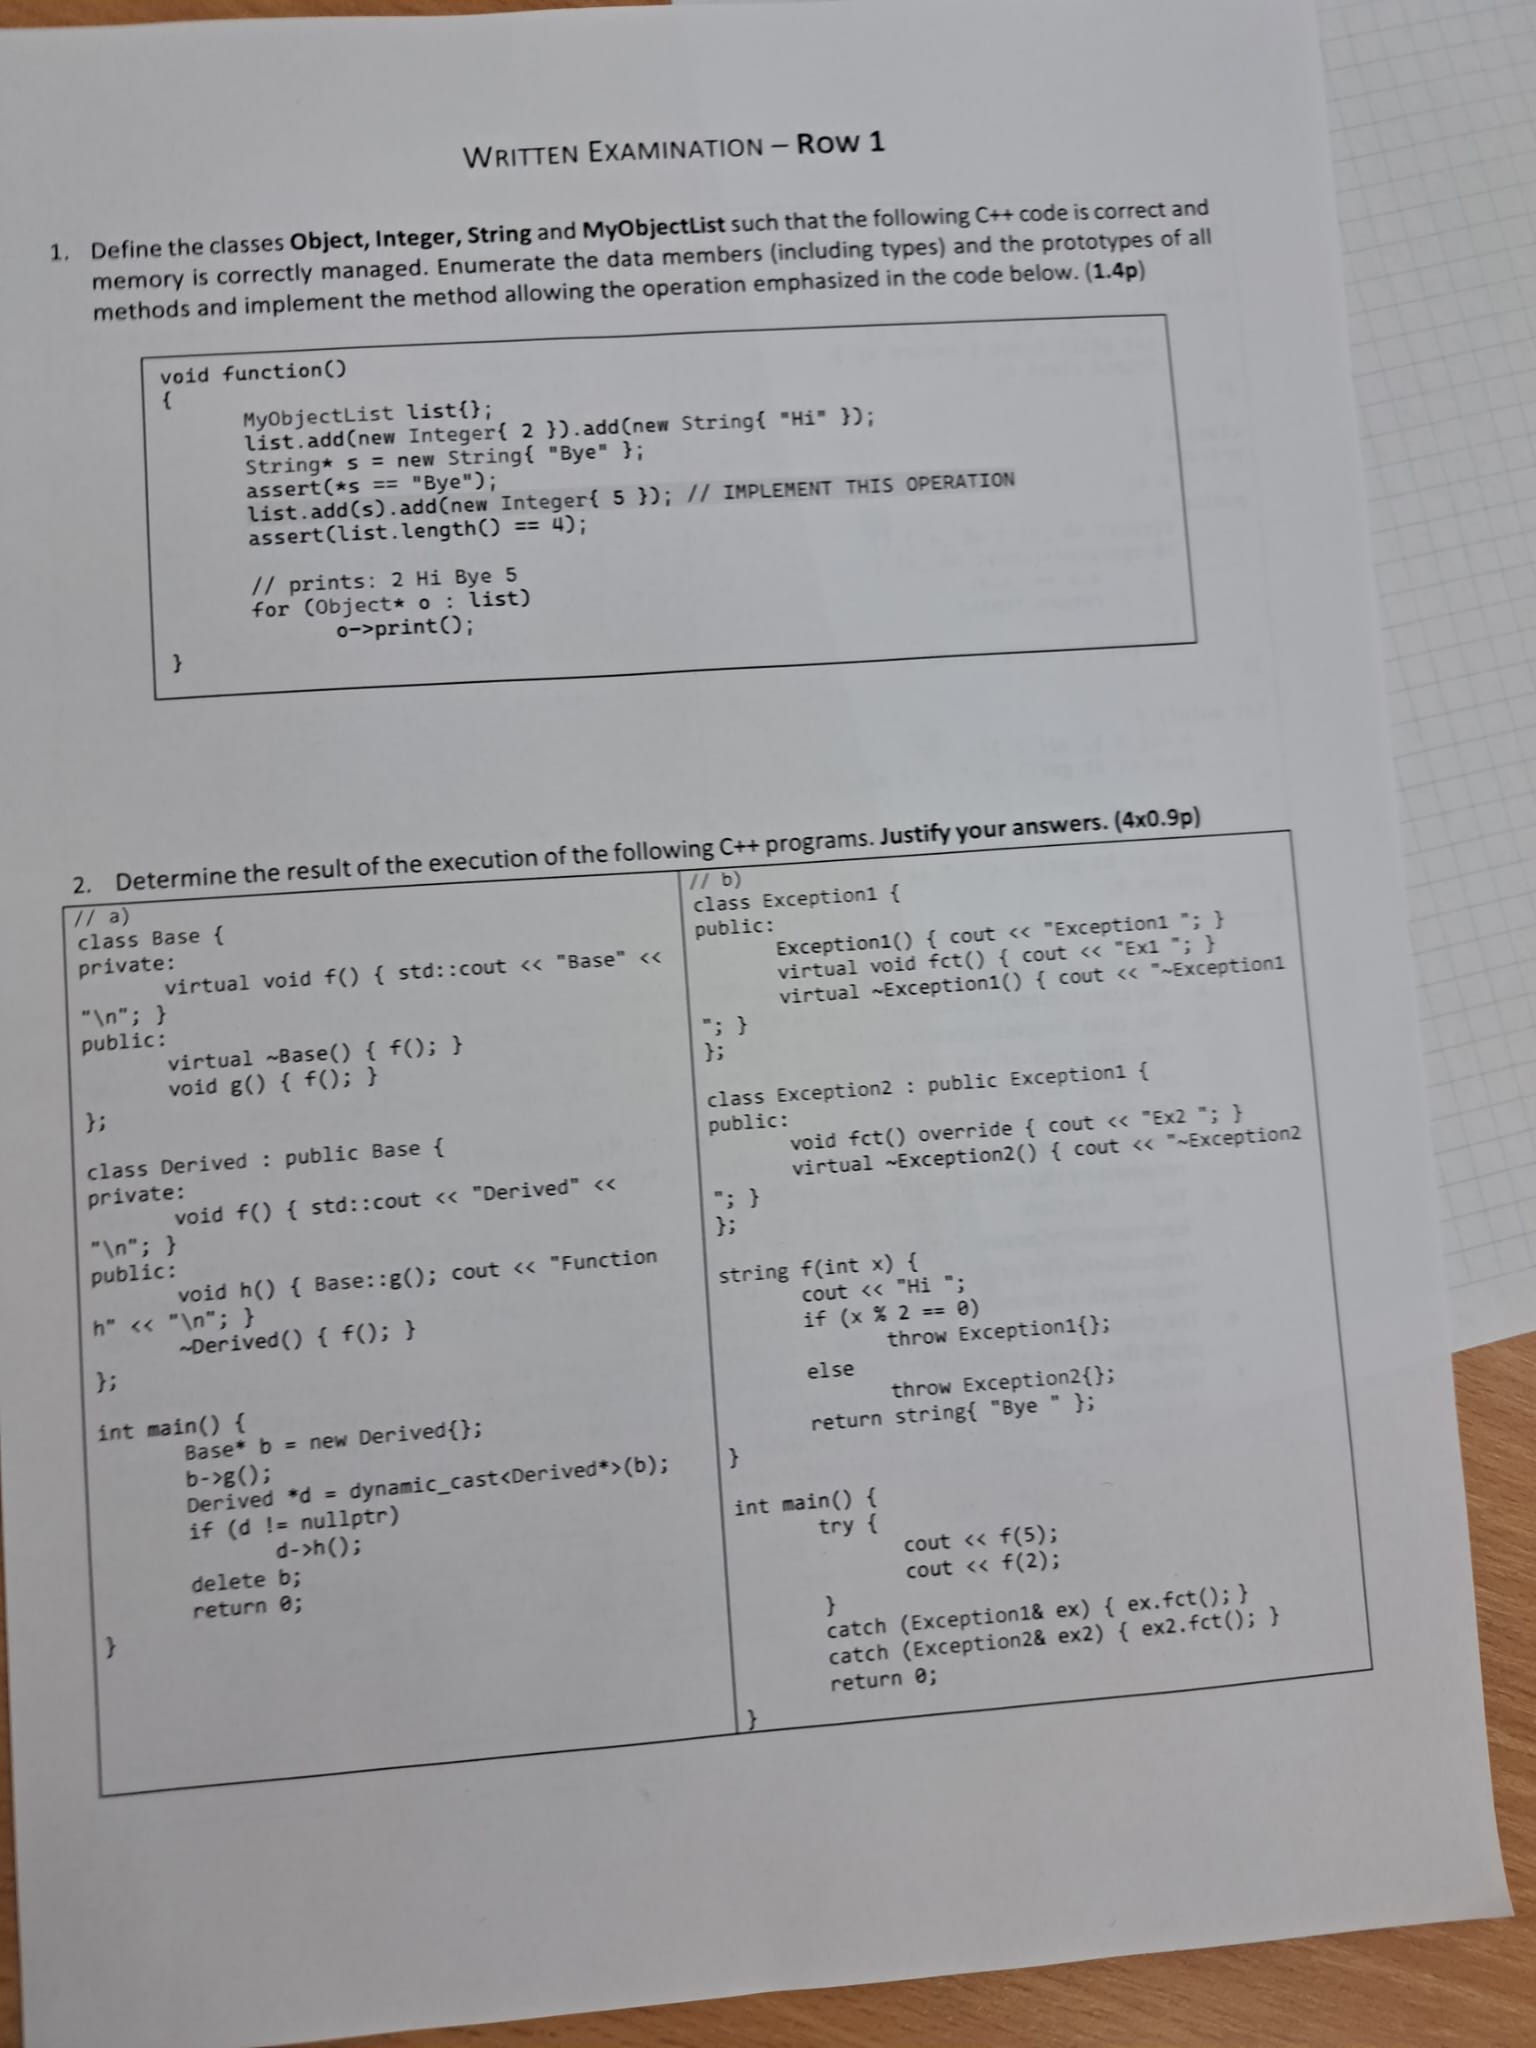 WRITTEN EXAMINATION – ROW 1
1. Define the classes Object, Integer, String and MyObjectList such that the following C++ code is correct and
memory is correctly managed. Enumerate the data members (including types) and the prototypes of all
methods and implement the method allowing the operation emphasized in the code below. (1.4p)
void function()
{
MyObjectList list{};
list.add(new Integer{ 2 }).add(new String{ "Hi" });
String* s = new String{ "Bye" };
assert(*s == "Bye");
list.add(s).add(new Integer{ 5 }); // IMPLEMENT THIS OPERATION
assert(list.length() == 4);
// prints: 2 Hi Bye 5
for (Object* o : list)
o->print();
}
2. Determine the result of the execution of the following C++ programs. Justify your answers. (4x0.9p)
// a)
class Base {
private:
virtual void f() { std::cout << "Base" <<
"\n"; }
public:
virtual ~Base() { f(); }
void g() { f(); }
};
class Derived : public Base {
private:
void f() { std::cout << "Derived" <<
"\n"; }
public:
void h() { Base::g(); cout << "Function
h" << "\n"; }
~Derived() { f(); }
};
int main() {
Base* b = new Derived{};
b->g();
Derived *d = dynamic_cast<Derived*>(b);
if (d != nullptr)
d->h();
delete b;
return 0;
}
// b)
class Exception1 {
public:
Exception1() { cout << "Exception1 "; }
virtual void fct() { cout << "Ex1 "; }
virtual ~Exception1() { cout << "~Exception1
"; }
};
class Exception2 : public Exception1 {
public:
void fct() override { cout << "Ex2 "; }
virtual ~Exception2() { cout << "~Exception2
"; }
};
string f(int x) {
cout << "Hi ";
if (x % 2 == 0)
throw Exception1{};
else
throw Exception2{};
return string{ "Bye " };
}
int main() {
try {
cout << f(5);
cout << f(2);
}
catch (Exception1& ex) { ex.fct(); }
catch (Exception2& ex2) { ex2.fct(); }
return 0;
}